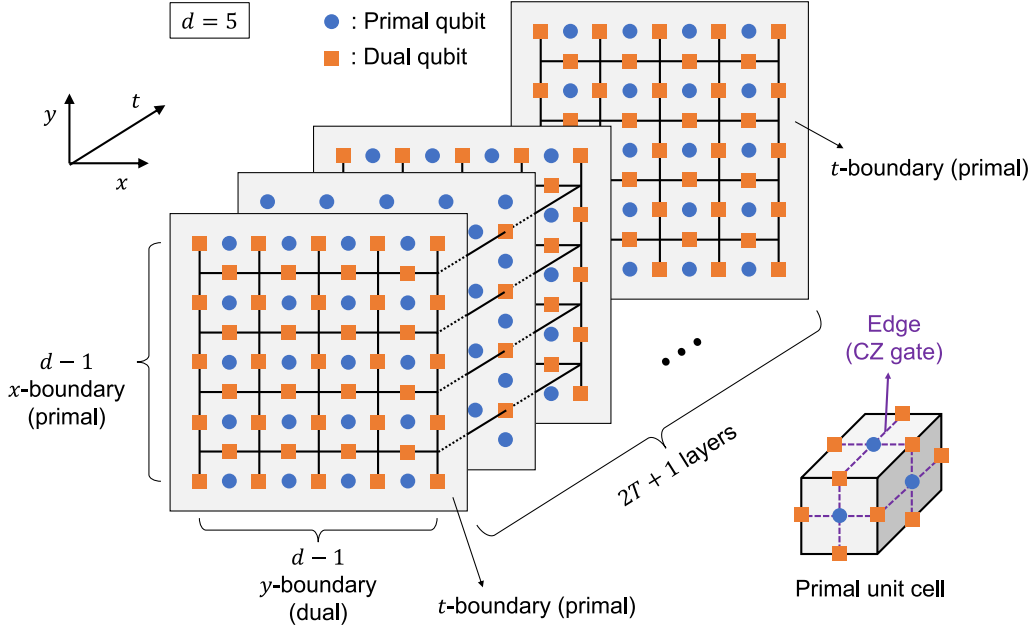 d = 5
: Primal qubit
: Dual qubit
y
t
x
t-boundary (primal)
d − 1
x-boundary
(primal)
d − 1
y-boundary
(dual)
t-boundary (primal)
2T + 1 layers
Edge
(CZ gate)
Primal unit cell